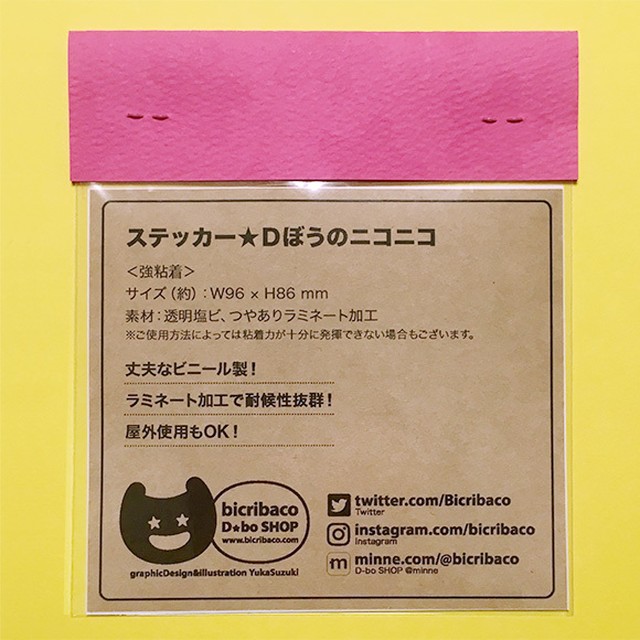 ステッカー★Dぼうのニコニコ
＜強粘着＞
サイズ（約）：W96 × H86 mm
素材：透明塩ビ、つやありラミネート加工
※ご使用方法によっては粘着力が十分に発揮できない場合もございます。
丈夫なビニール製！
ラミネート加工で耐候性抜群！
屋外使用もOK！
bicribaco
D★bo SHOP
www.bicribaco.com
graphicDesign&illustration YukaSuzuki
twitter.com/Bicribaco
Twitter
instagram.com/bicribaco
Instagram
m
minne.com/@bicribaco
D-bo SHOP @minne